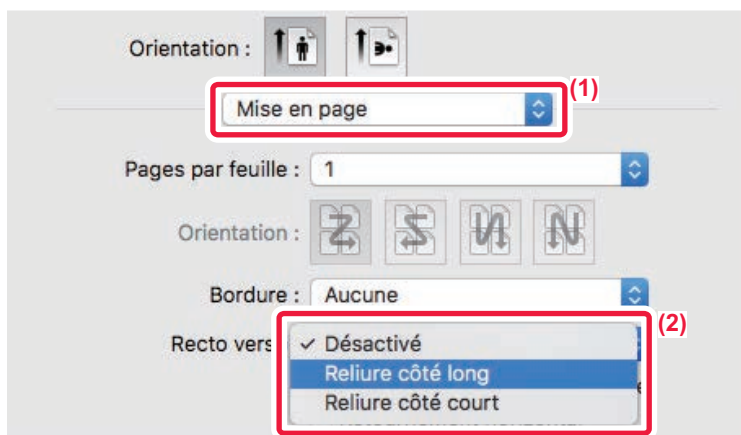 Orientation :
(1)
Mise en page
Pages par feuille : 1
Orientation :
Bordure : Aucune
(2)
Recto vers ✓ Désactivé
Reliure côté long
Reliure côté court